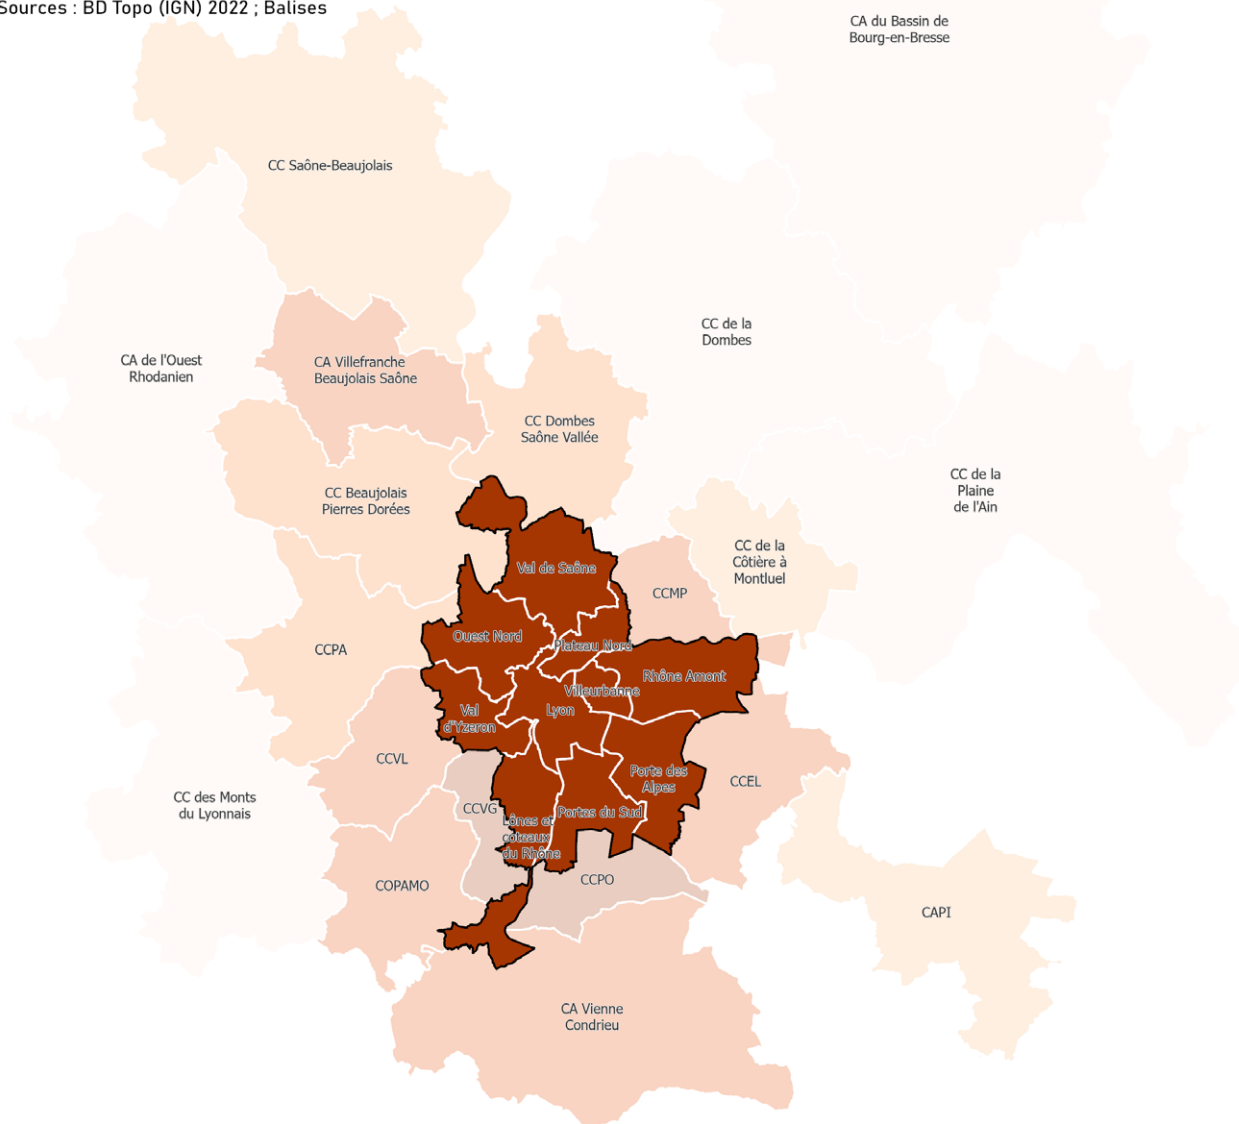 Sources : BD Topo (IGN) 2022 ; Balises
CA du Bassin de
Bourg-en-Bresse
CC Saône-Beaujolais
CC de la
Dombes
CA de l'Ouest
Rhodanien
CA Villefranche
Beaujolais Saône
CC Dombes
Saône Vallée
CC Beaujolais
Pierres Dorées
CC de la
Plaine
de l'Ain
CC de la
Côtière à
Montluel
Val de Saône
CCMP
Ouest Nord
Plateau Nord
CCPA
Rhône Amont
Villeurbanne
Lyon
Val
d'Yzeron
CCVL
Porte des
Alpes
CCEL
CC des Monts
du Lyonnais
CCVG
Portes du Sud
Lônes et
côteaux
du Rhône
COPAMO
CCPO
CAPI
CA Vienne
Condrieu